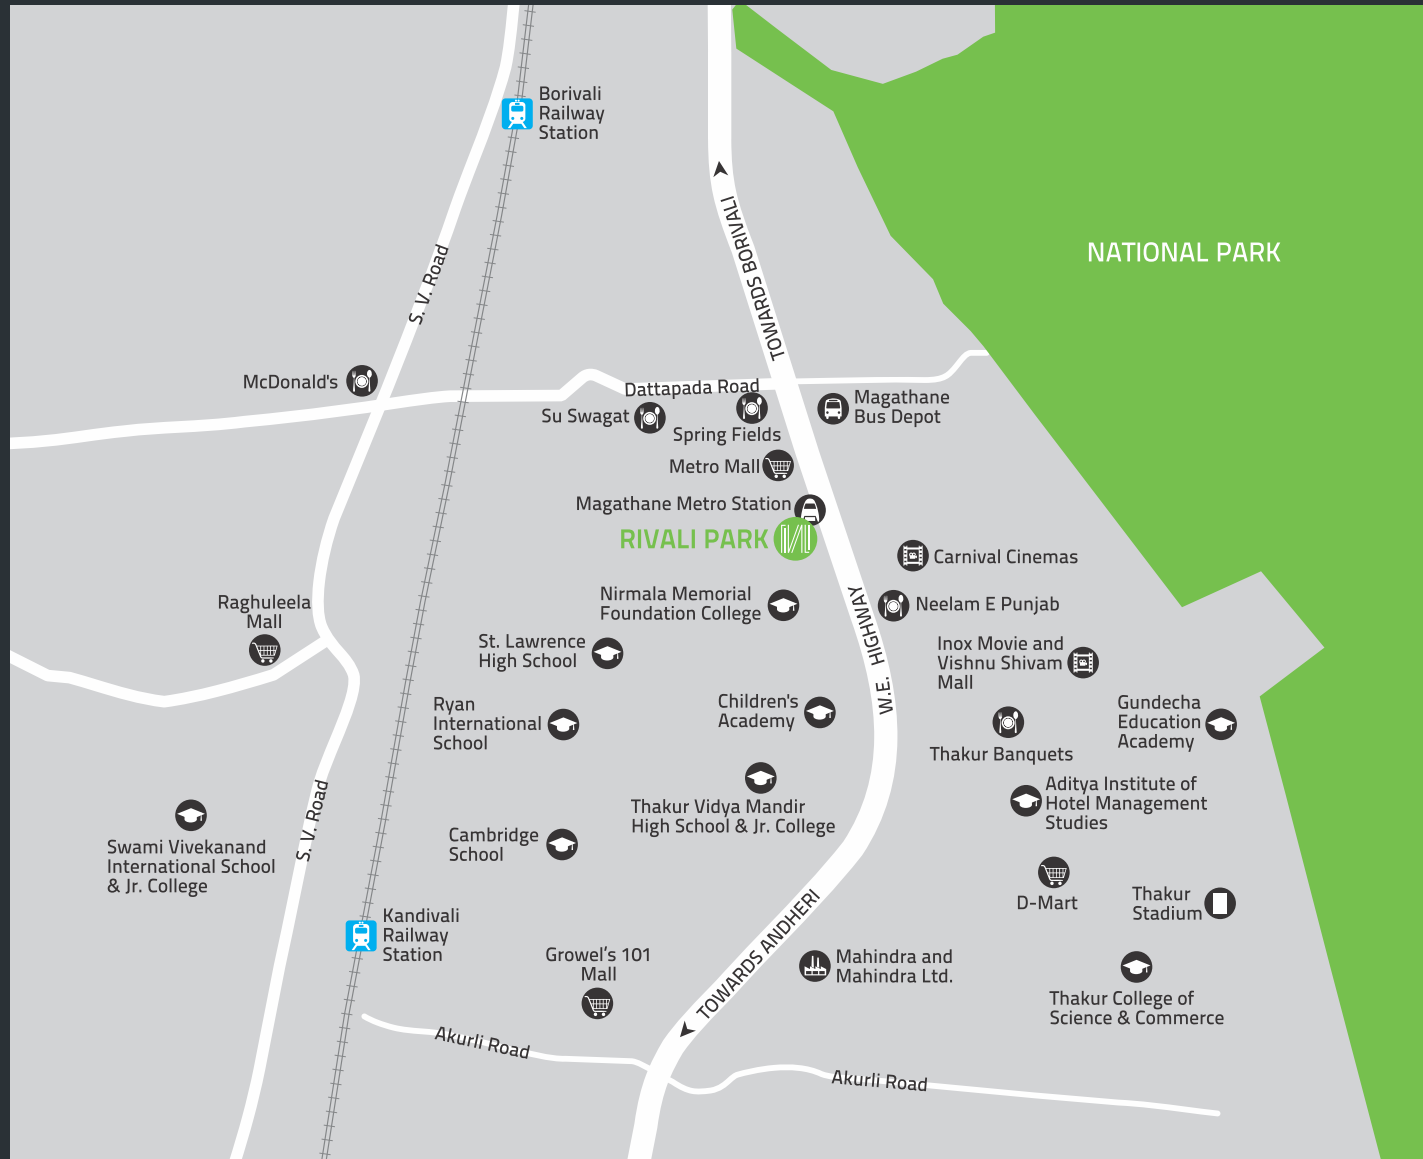 Borivali
Railway
Station
NATIONAL PARK
TOWARDS BORIVALI
S. V. Road
McDonald's
Dattapada Road
Su Swagat
Spring Fields
Magathane
Bus Depot
Metro Mall
Magathane Metro Station
RIVALI PARK
Carnival Cinemas
Nirmala Memorial
Foundation College
W.E. HIGHWAY
Neelam E Punjab
Raghuleela
Mall
St. Lawrence
High School
Inox Movie and
Vishnu Shivam
Mall
Ryan
International
School
Children's
Academy
Gundecha
Education
Academy
Thakur Banquets
Thakur Vidya Mandir
High School & Jr. College
Aditya Institute of
Hotel Management
Studies
S. V. Road
Swami Vivekanand
International School
& Jr. College
Cambridge
School
D-Mart
Thakur
Stadium
Kandivali
Railway
Station
TOWARDS ANDHERI
Growel's 101
Mall
Mahindra and
Mahindra Ltd.
Thakur College of
Science & Commerce
Akurli Road
Akurli Road